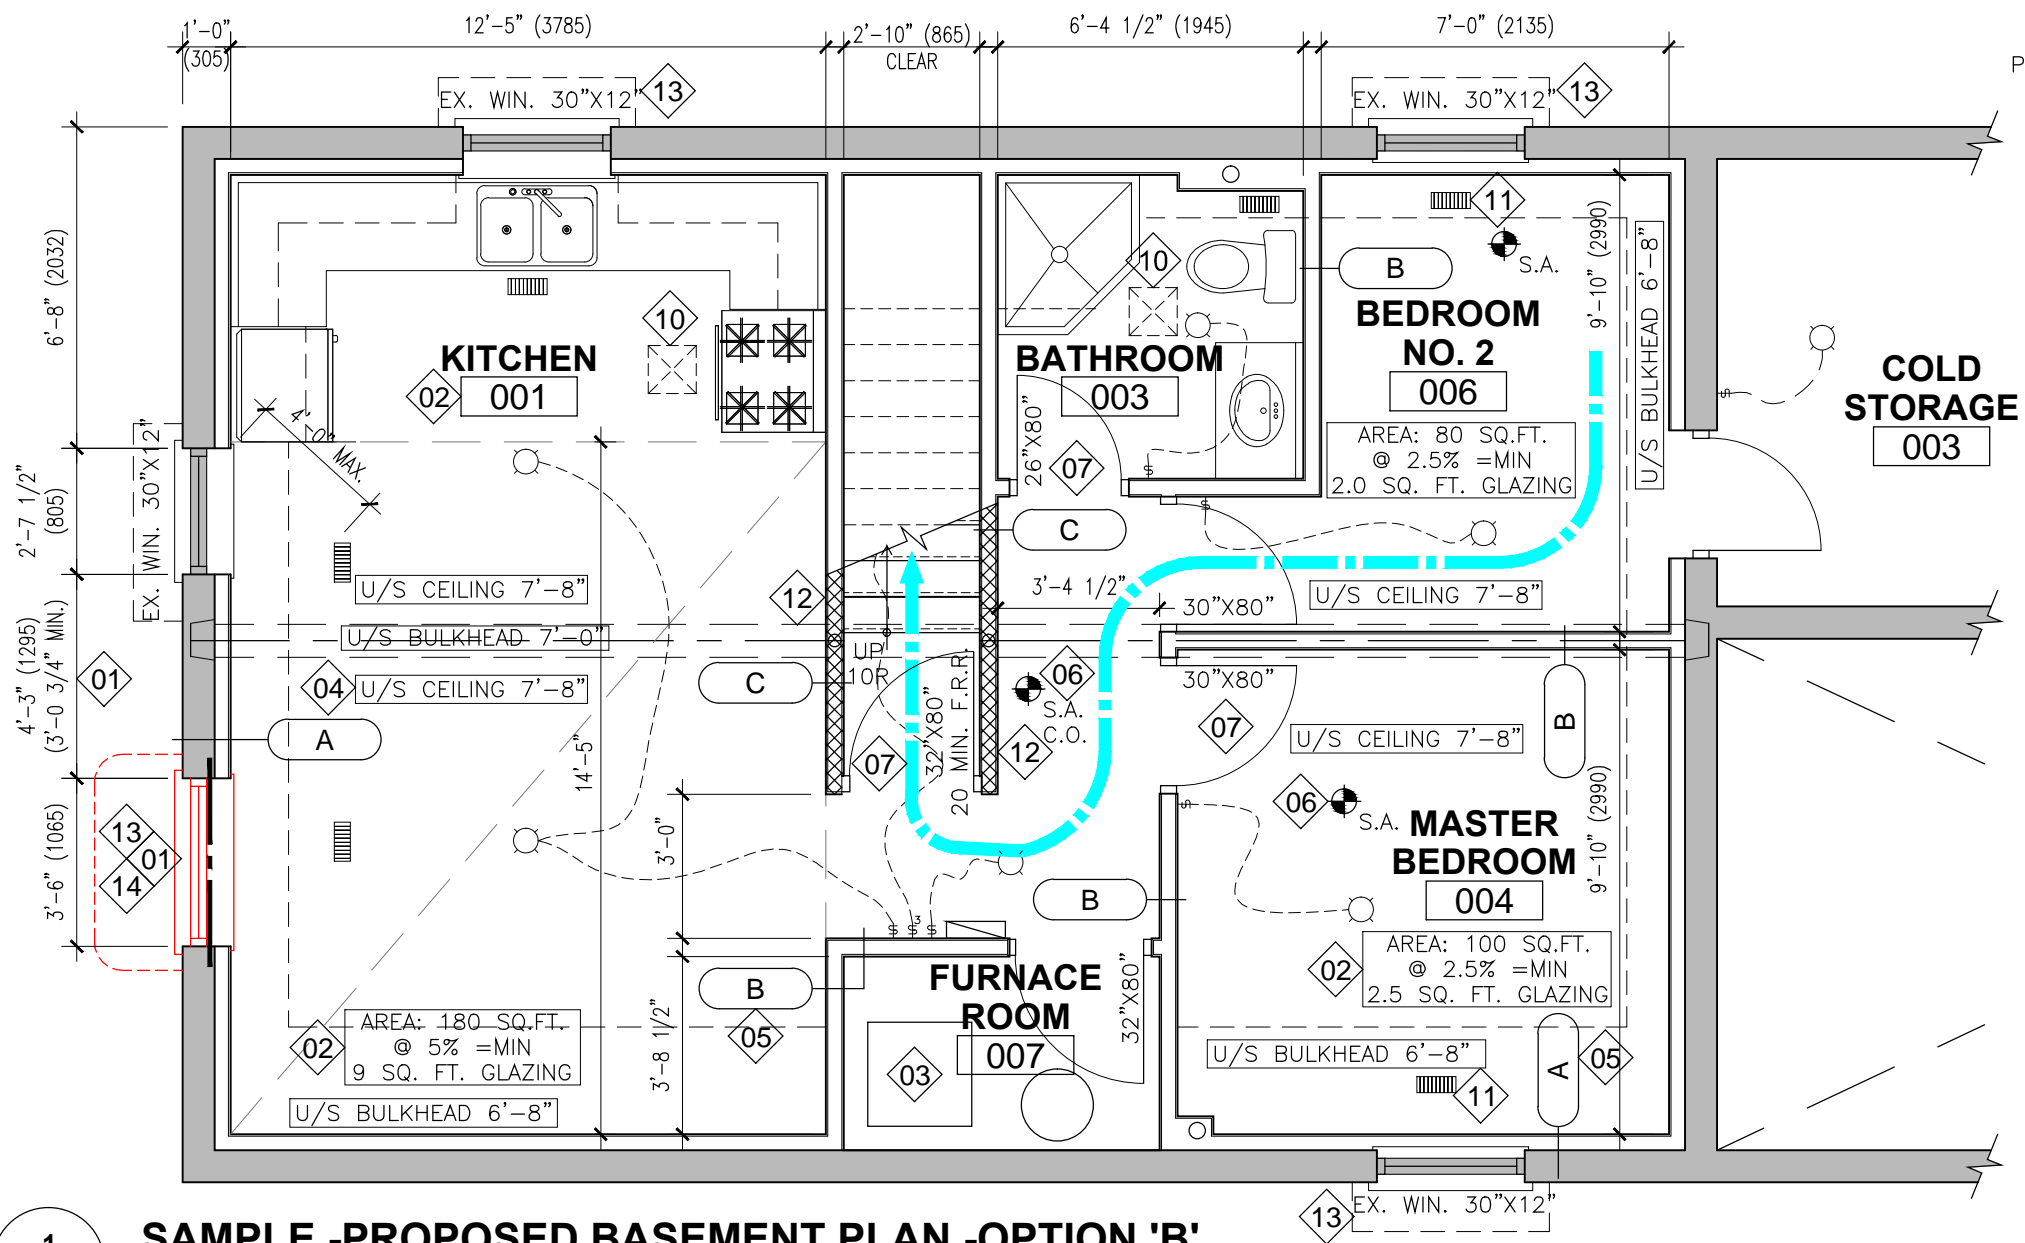 1'-0"
(305)
12'-5" (3785)
2'-10" (865)
CLEAR
6'-4 1/2" (1945)
7'-0" (2135)
P
EX. WIN. 30"X12"
13
EX. WIN. 30"X12"
13
6'-8" (2032)
2'-7 1/2"
(805)
4'-3" (1295)
(3'-0 3/4" MIN.)
3'-6" (1065)
EX. WIN. 30"X12"
01
13
01
14
KITCHEN
001
02
10
4'-0" MAX.
U/S CEILING 7'-8"
U/S BULKHEAD 7'-0"
04
U/S CEILING 7'-8"
A
14'-5"
02
AREA: 180 SQ.FT.
@ 5% =MIN
9 SQ. FT. GLAZING
U/S BULKHEAD 6'-8"
12
C
UP
10R
07
32"X80"
20 MIN. F.R.R.
3'-0"
3'-8 1/2"
B
05
S
S
3
S
10
BATHROOM
003
26"X80"
07
S
C
3'-4 1/2"
06
S.A.
C.O.
12
B
11
S.A.
BEDROOM
NO. 2
006
AREA: 80 SQ.FT.
@ 2.5% =MIN
2.0 SQ. FT. GLAZING
9'-10" (2990)
U/S BULKHEAD 6'-8"
S
30"X80"
U/S CEILING 7'-8"
S
COLD
STORAGE
003
30"X80"
07
U/S CEILING 7'-8"
B
06
S.A.
S
MASTER
BEDROOM
004
9'-10" (2990)
02
AREA: 100 SQ.FT.
@ 2.5% =MIN
2.5 SQ. FT. GLAZING
U/S BULKHEAD 6'-8"
11
A
05
B
FURNACE
ROOM
007
03
32"X80"
EX. WIN. 30"X12"
13
1
SAMPLE -PROPOSED BASEMENT PLAN -OPTION 'B'